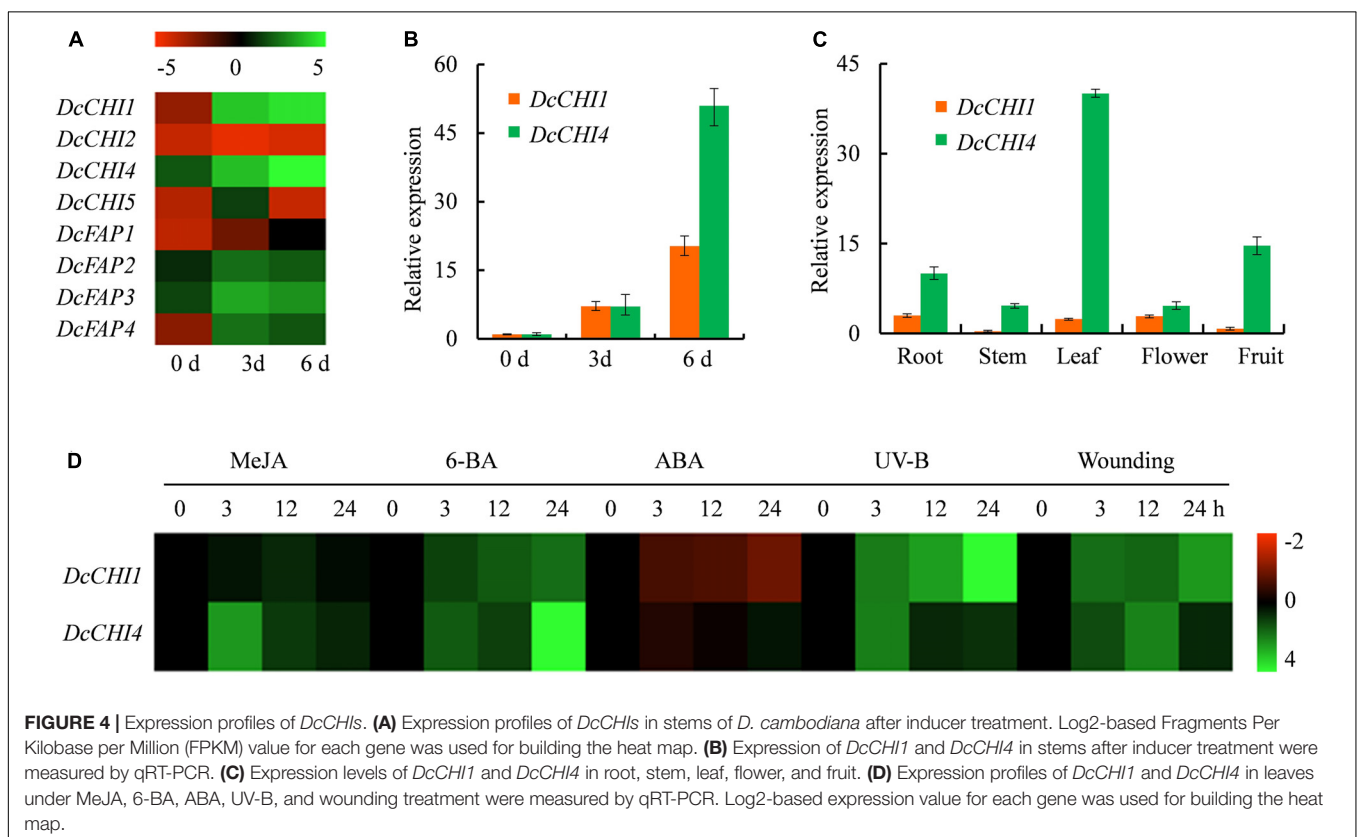 A
-5 0 5
DcCHI1
DcCHI2
DcCHI4
DcCHI5
DcFAP1
DcFAP2
DcFAP3
DcFAP4
0 d 3d 6 d
B
Relative expression
60
45
30
15
0
DcCHI1
DcCHI4
0 d 3d 6 d
C
Relative expression
45
30
15
0
DcCHI1
DcCHI4
Root Stem Leaf Flower Fruit
D
MeJA 6-BA ABA UV-B Wounding
0 3 12 24 0 3 12 24 0 3 12 24 0 3 12 24 0 3 12 24 h
DcCHI1
DcCHI4
-2
0
4
FIGURE 4 | Expression profiles of DcCHIs. (A) Expression profiles of DcCHIs in stems of D. cambodiana after inducer treatment. Log2-based Fragments Per
Kilobase per Million (FPKM) value for each gene was used for building the heat map. (B) Expression of DcCHI1 and DcCHI4 in stems after inducer treatment were
measured by qRT-PCR. (C) Expression levels of DcCHI1 and DcCHI4 in root, stem, leaf, flower, and fruit. (D) Expression profiles of DcCHI1 and DcCHI4 in leaves
under MeJA, 6-BA, ABA, UV-B, and wounding treatment were measured by qRT-PCR. Log2-based expression value for each gene was used for building the heat
map.